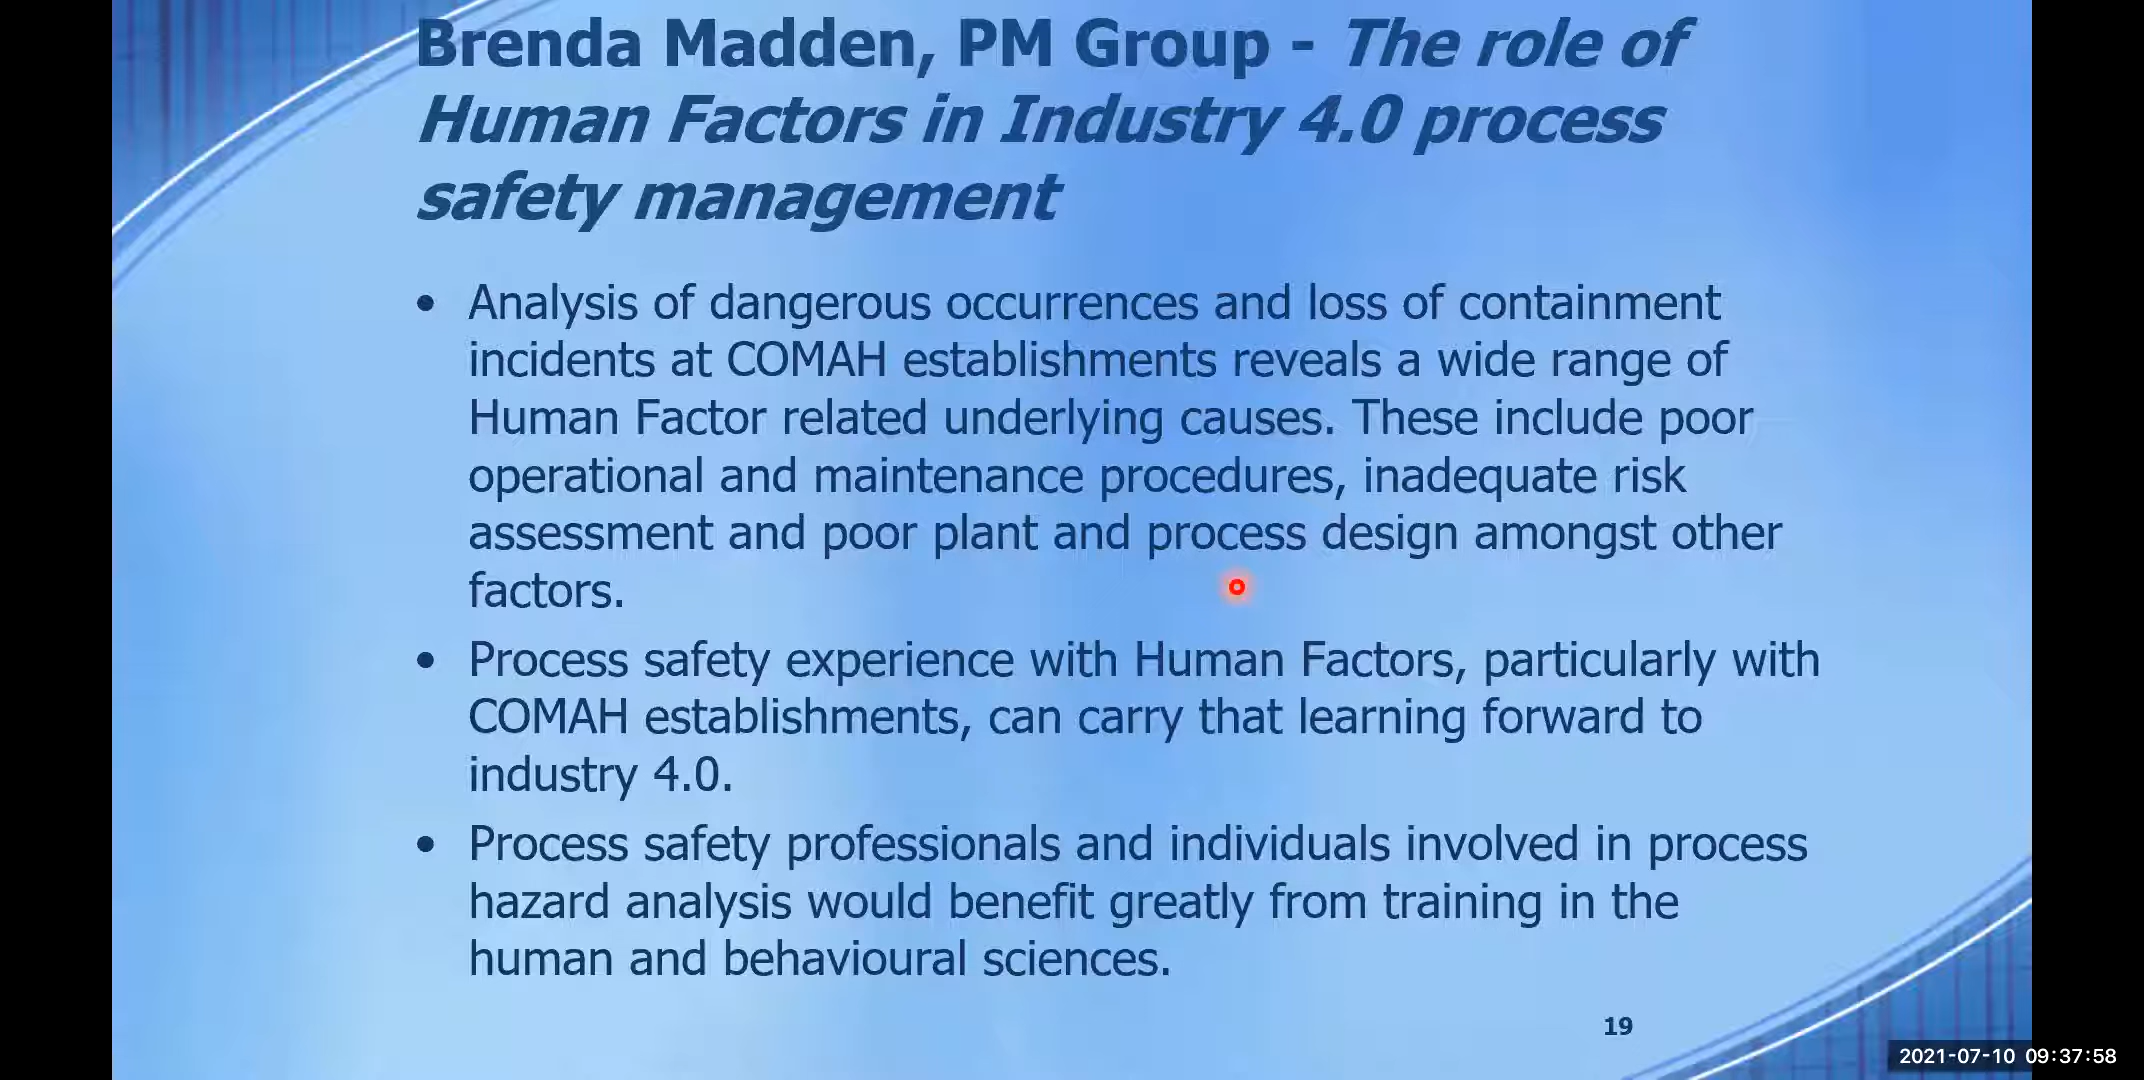 Brenda Madden, PM Group - The role of
Human Factors in Industry 4.0 process
safety management
• Analysis of dangerous occurrences and loss of containment
incidents at COMAH establishments reveals a wide range of
Human Factor related underlying causes. These include poor
operational and maintenance procedures, inadequate risk
assessment and poor plant and process design amongst other
factors.
• Process safety experience with Human Factors, particularly with
COMAH establishments, can carry that learning forward to
industry 4.0.
• Process safety professionals and individuals involved in process
hazard analysis would benefit greatly from training in the
human and behavioural sciences.
19
2021-07-10 09:37:58